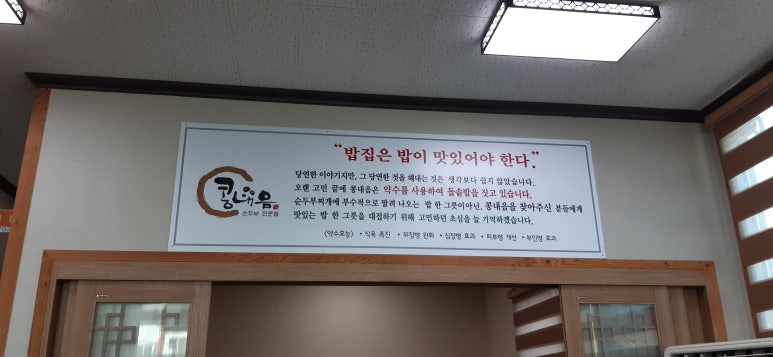 콩내음
순두부 전문점
“밥집은 밥이 맛있어야 한다.”
당연한 이야기지만, 그 당연한 것을 해내는 것은 생각보다 쉽지 않았습니다.
오랜 고민 끝에 콩내음은 약수를 사용하여 돌솥밥을 짓고 있습니다.
순두부찌개에 부수적으로 딸려 나오는 밥 한그릇이아닌, 콩내음을 찾아주신 분들에게
맛있는 밥 한그릇을 대접하기 위해 고민하던 초심을 늘 기억하겠습니다.
<약수효능> • 식욕 촉진 • 위장병 완화 • 심장병 효과 • 피부병 개선 • 부인병 효과